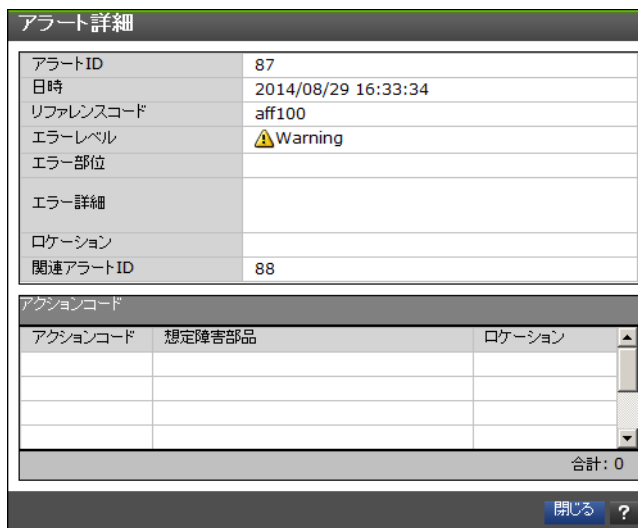 アラート詳細
アラートID 87
日時 2014/08/29 16:33:34
リファレンスコード aff100
エラーレベル Warning
エラー部位
エラー詳細
ロケーション
関連アラートID 88
アクションコード
アクションコード 想定障害部品 ロケーション
合計: 0
閉じる ?